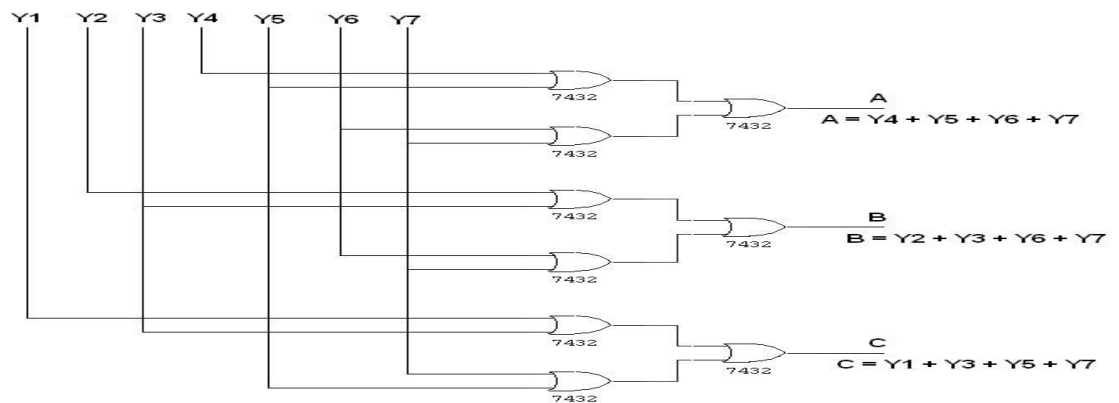 Y1 Y2 Y3 Y4 Y5 Y6 Y7
7432
A
7432
A = Y4 + Y5 + Y6 + Y7
7432
7432
B
7432
B = Y2 + Y3 + Y6 + Y7
7432
7432
C
7432
C = Y1 + Y3 + Y5 + Y7
7432